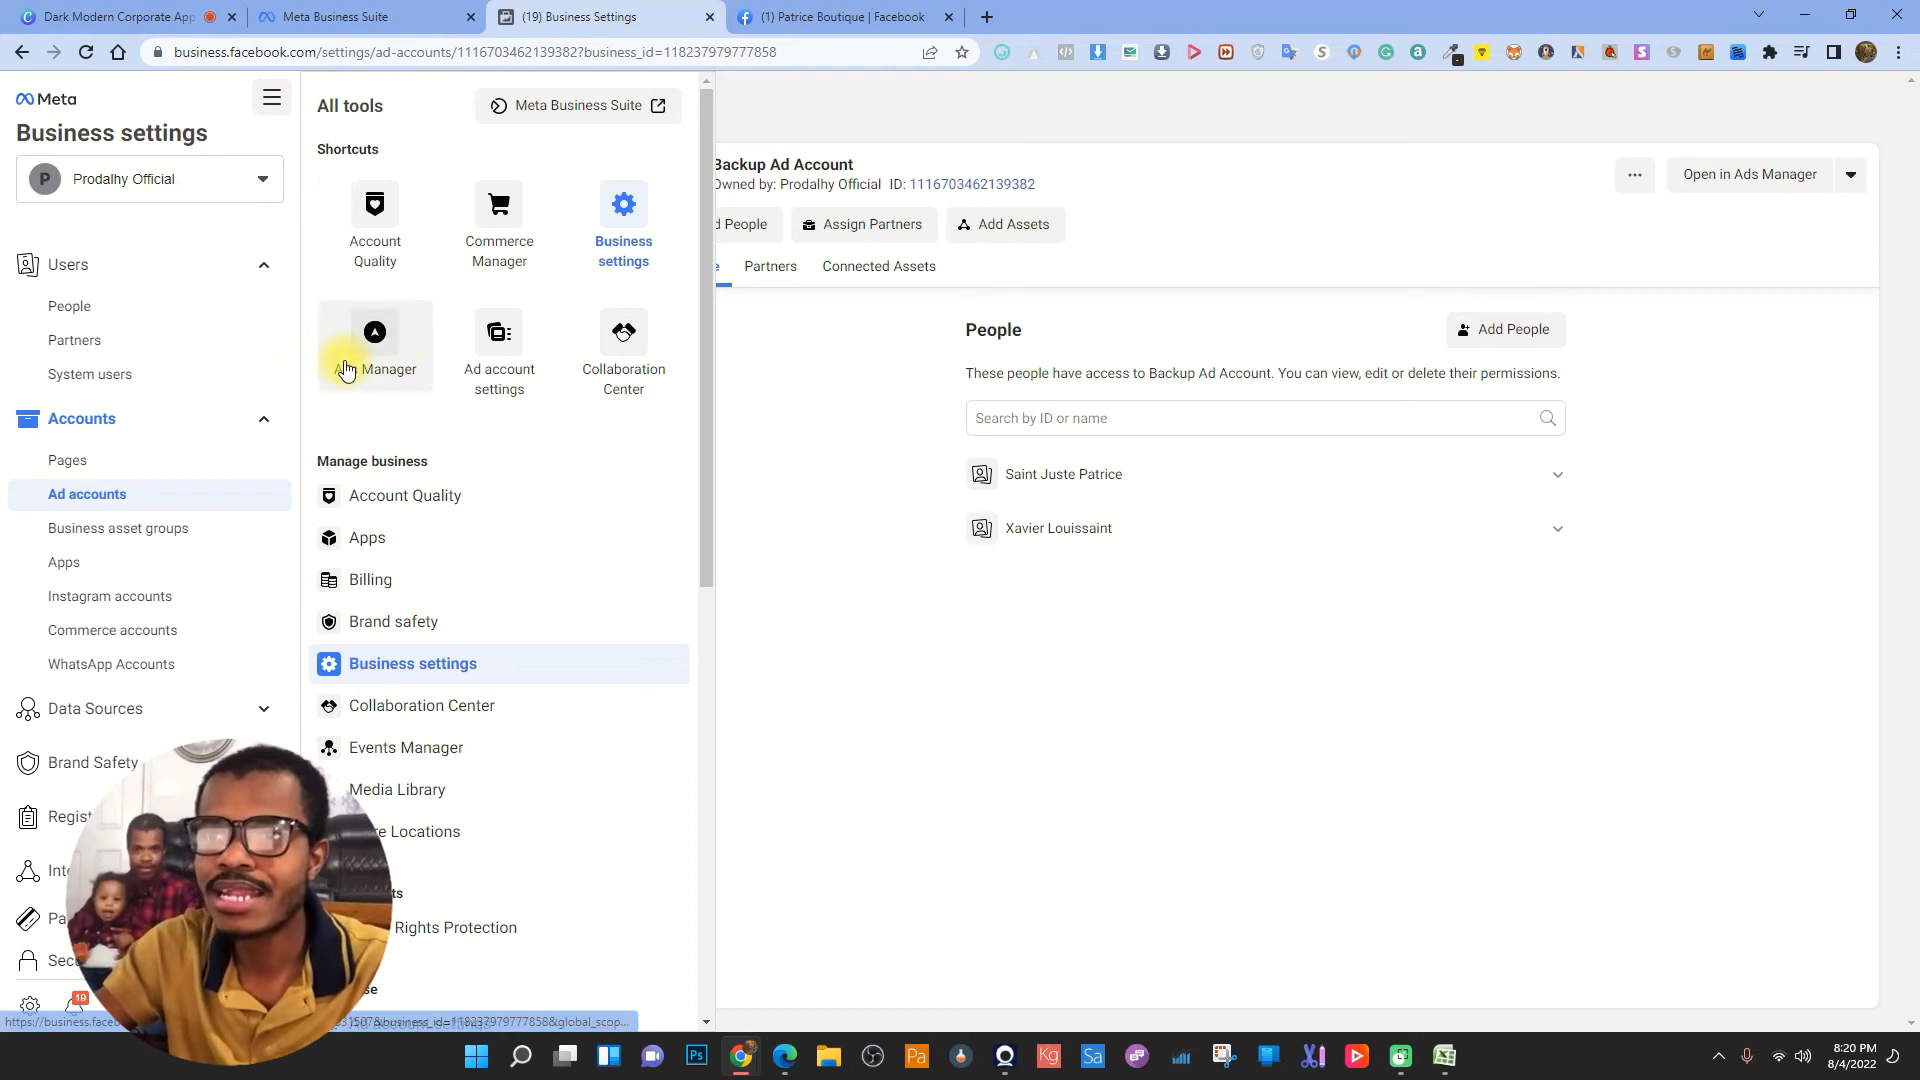 Dark Modern Corporate App
Meta Business Suite
(19) Business Settings
(1) Patrice Boutique | Facebook
business.facebook.com/settings/ad-accounts/1116703462139382?business_id=118237979777858
Meta
Business settings
P Prodalhy Official
Users
People
Partners
System users
Accounts
Pages
Ad accounts
Business asset groups
Apps
Instagram accounts
Commerce accounts
WhatsApp Accounts
Data Sources
Brand Safety
19
All tools
Meta Business Suite
Shortcuts
Account Quality
Commerce Manager
Business settings
Manager
Ad account settings
Collaboration Center
Manage business
Account Quality
Apps
Billing
Brand safety
Business settings
Collaboration Center
Events Manager
Media Library
Locations
Rights Protection
Backup Ad Account
Owned by: Prodalhy Official ID: 1116703462139382
Open in Ads Manager
People
Assign Partners
Add Assets
Partners
Connected Assets
People
Add People
These people have access to Backup Ad Account. You can view, edit or delete their permissions.
Search by ID or name
Saint Juste Patrice
Xavier Louissaint
Ps
Pa
Kg
Sa
8:20 PM
8/4/2022